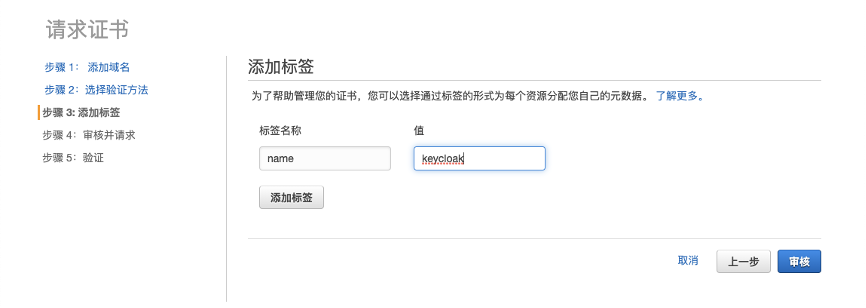 请求证书
步骤 1： 添加域名
步骤 2：选择验证方法
步骤 3: 添加标签
步骤 4：审核并请求
步骤 5：验证
添加标签
为了帮助管理您的证书，您可以选择通过标签的形式为每个资源分配您自己的元数据。 了解更多。
标签名称 值
name keycloak
添加标签
取消 上一步 审核